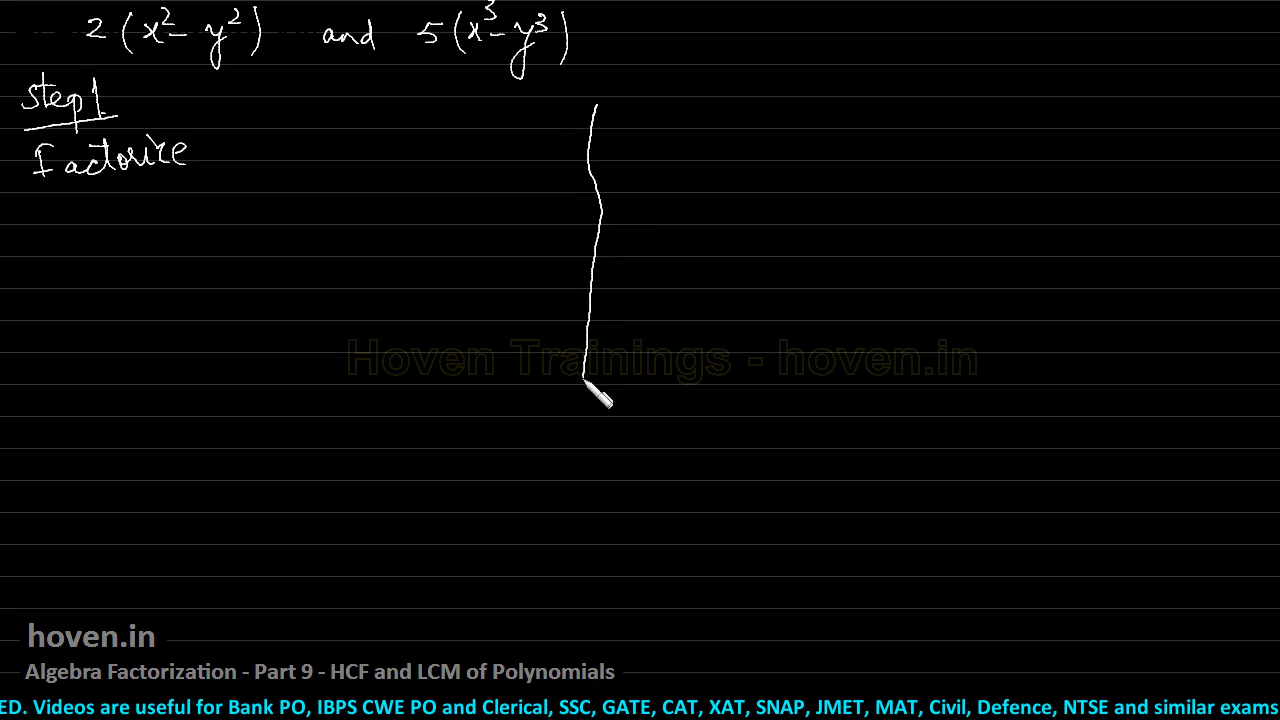 2 (x² - y²) and 5 (x³ - y³)
Step 1
Factorize
Hoven Trainings - hoven.in
hoven.in
Algebra Factorization - Part 9 - HCF and LCM of Polynomials
ED. Videos are useful for Bank PO, IBPS CWE PO and Clerical, SSC, GATE, CAT, XAT, SNAP, JMET, MAT, Civil, Defence, NTSE and similar exams